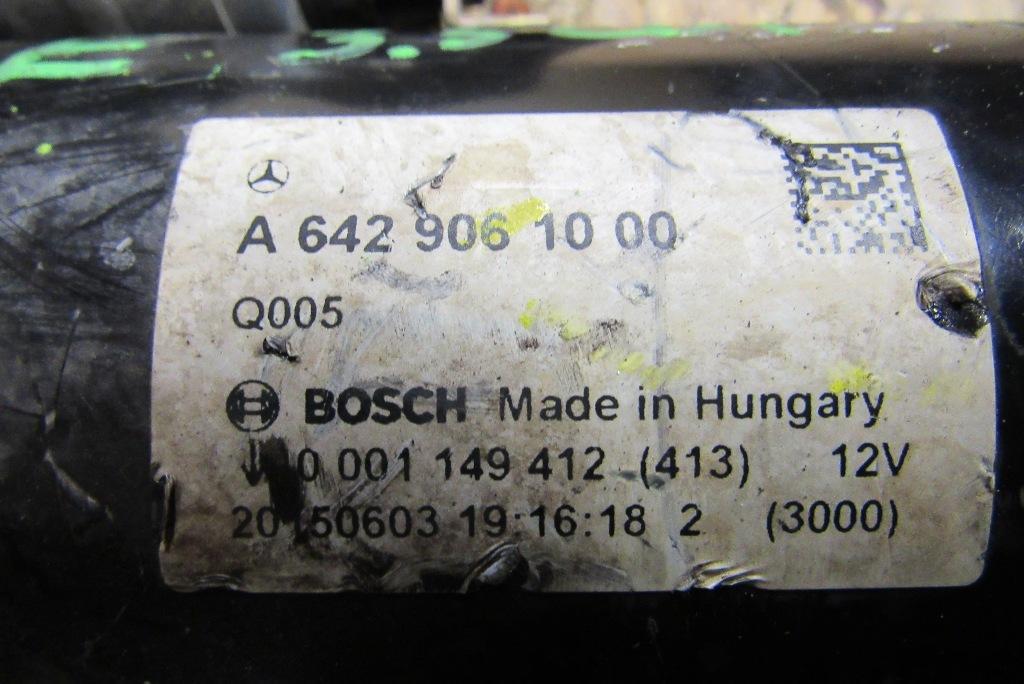 A 642 906 10 00
Q005
BOSCH Made in Hungary
0 001 149 412 (413) 12V
20150603 19:16:18 2 (3000)